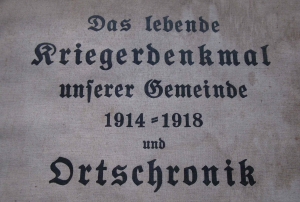 Das lebende
Kriegerdenkmal
unſerer Gemeinde
1914=1918
und
Ortschronik